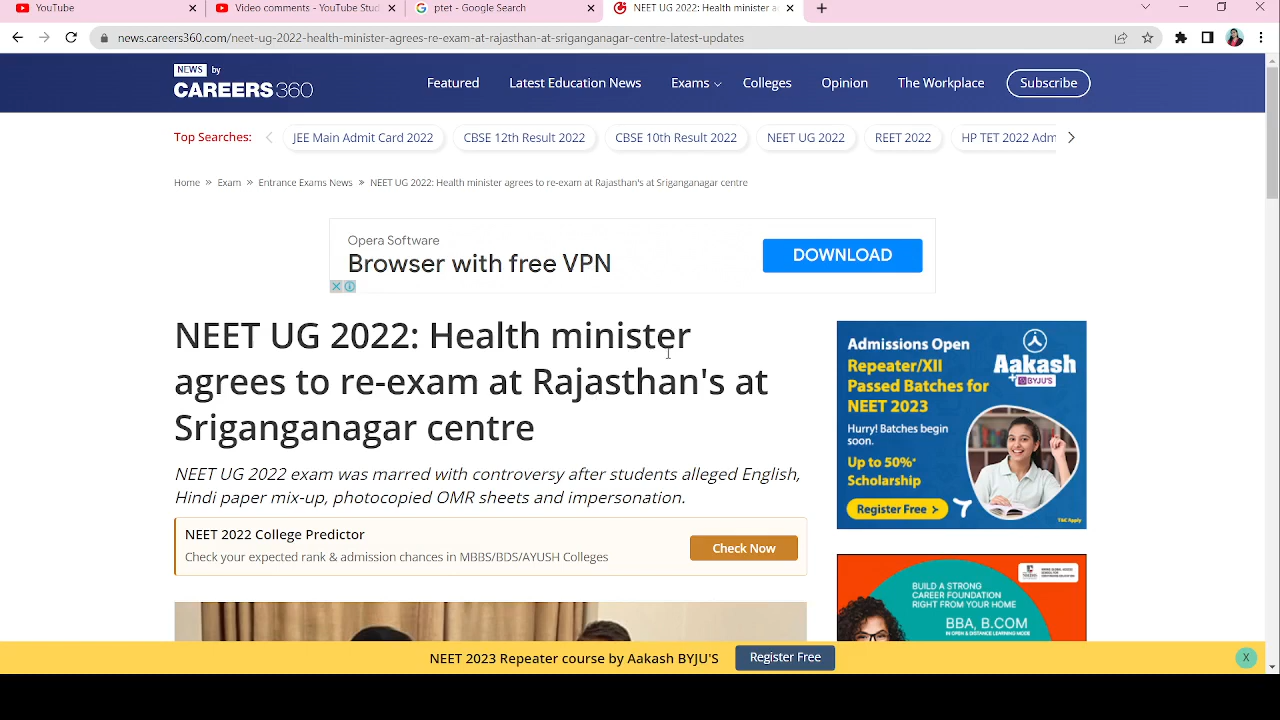 YouTube
Video comments - YouTube Stud
ptet - Google Search
NEET UG 2022: Health minister a
news.careers360.com/neet-ug-2022-health-minister-agrees-re-exam-at-rajasthan-at-sriganganagar-centre-latest-updates
NEWS by
CAREERS360
Featured
Latest Education News
Exams
Colleges
Opinion
The Workplace
Subscribe
Top Searches:
JEE Main Admit Card 2022
CBSE 12th Result 2022
CBSE 10th Result 2022
NEET UG 2022
REET 2022
HP TET 2022 Adm
Home » Exam » Entrance Exams News » NEET UG 2022: Health minister agrees to re-exam at Rajasthan's at Sriganganagar centre
Opera Software
Browser with free VPN
DOWNLOAD
NEET UG 2022: Health minister
agrees to re-exam at Rajasthan's at
Sriganganagar centre
NEET UG 2022 exam was marred with controversy after students alleged English,
Hindi paper mix-up, photocopied OMR sheets and impersonation.
NEET 2022 College Predictor
Check your expected rank & admission chances in MBBS/BDS/AYUSH Colleges
Check Now
Admissions Open
Repeater/XII
Passed Batches for
NEET 2023
Hurry! Batches begin
soon.
Up to 50%*
Scholarship
Register Free >
Aakash
BYJU'S
T&C Apply
BUILD A STRONG
CAREER FOUNDATION
RIGHT FROM YOUR HOME
BBA, B.COM
IN OPEN & DISTANCE LEARNING MODE
NEET 2023 Repeater course by Aakash BYJU'S
Register Free
X